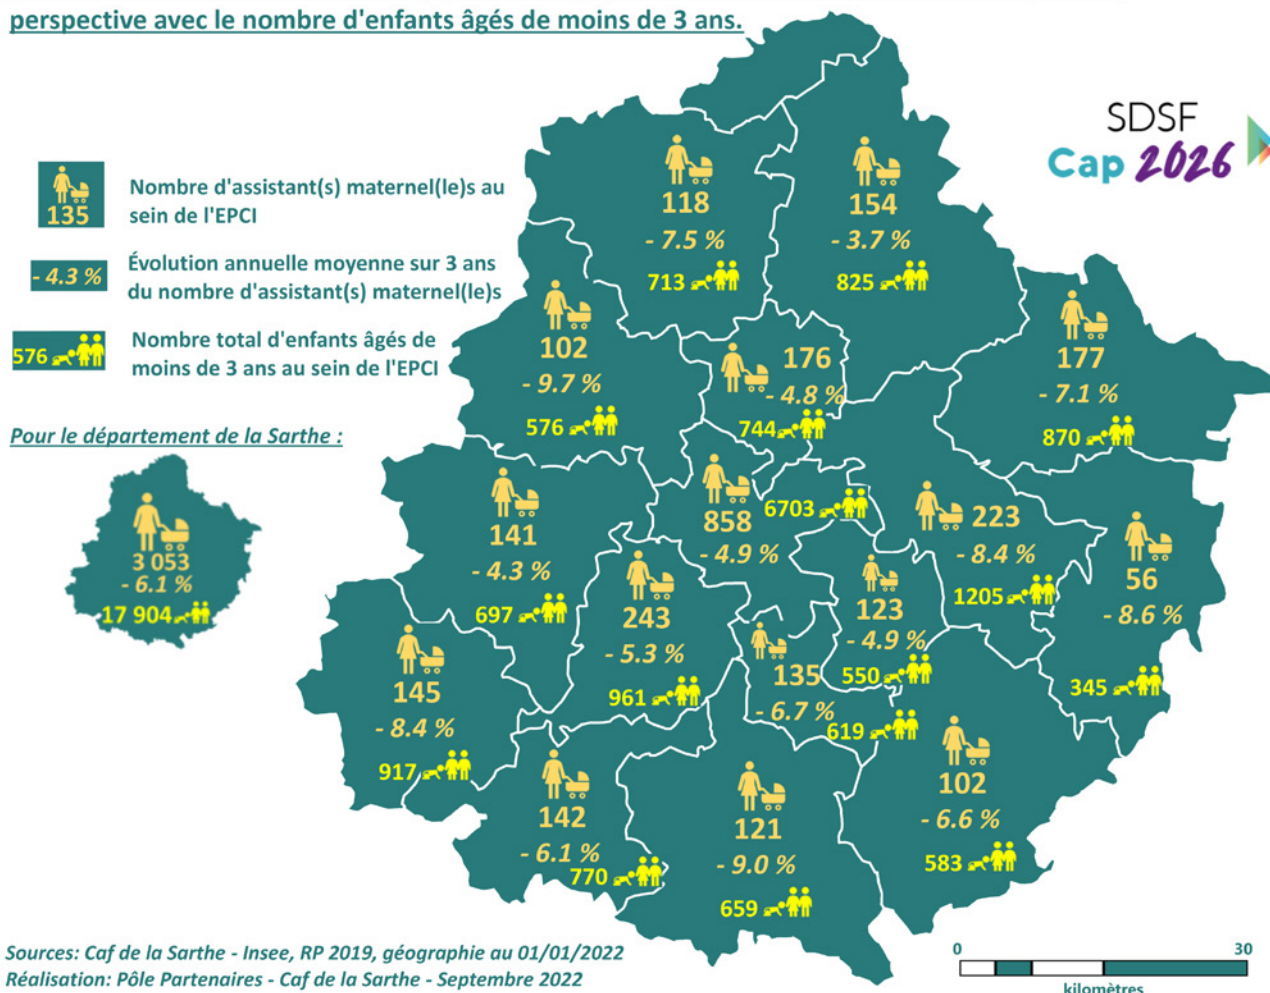 perspective avec le nombre d'enfants âgés de moins de 3 ans.
SDSF
Cap 2026
135
Nombre d'assistant(s) maternel(le)s au
sein de l'EPCI
- 4.3 %
Évolution annuelle moyenne sur 3 ans
du nombre d'assistant(s) maternel(le)s
576
Nombre total d'enfants âgés de
moins de 3 ans au sein de l'EPCI
Pour le département de la Sarthe :
3 053
- 6.1 %
17 904
118
- 7.5 %
713
154
- 3.7 %
825
102
- 9.7 %
576
176
- 4.8 %
744
177
- 7.1 %
870
141
- 4.3 %
697
858
- 4.9 %
6703
223
- 8.4 %
1205
56
- 8.6 %
345
243
- 5.3 %
961
123
- 4.9 %
550
145
- 8.4 %
917
135
- 6.7 %
619
142
- 6.1 %
770
121
- 9.0 %
659
102
- 6.6 %
583
Sources: Caf de la Sarthe - Insee, RP 2019, géographie au 01/01/2022
Réalisation: Pôle Partenaires - Caf de la Sarthe - Septembre 2022
0 30
kilomètres